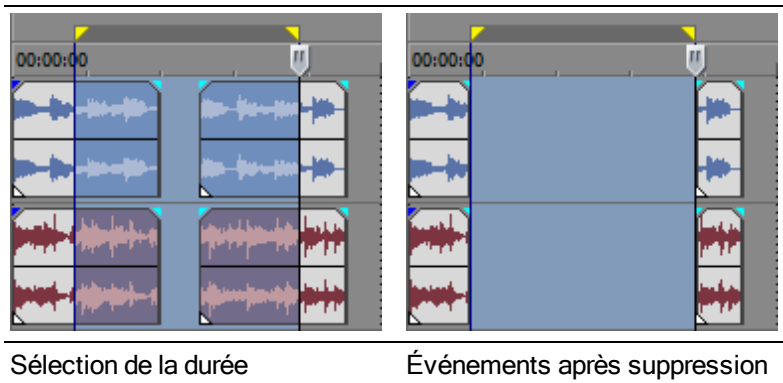 00:00:00
00:00:00
Sélection de la durée
Événements après suppression